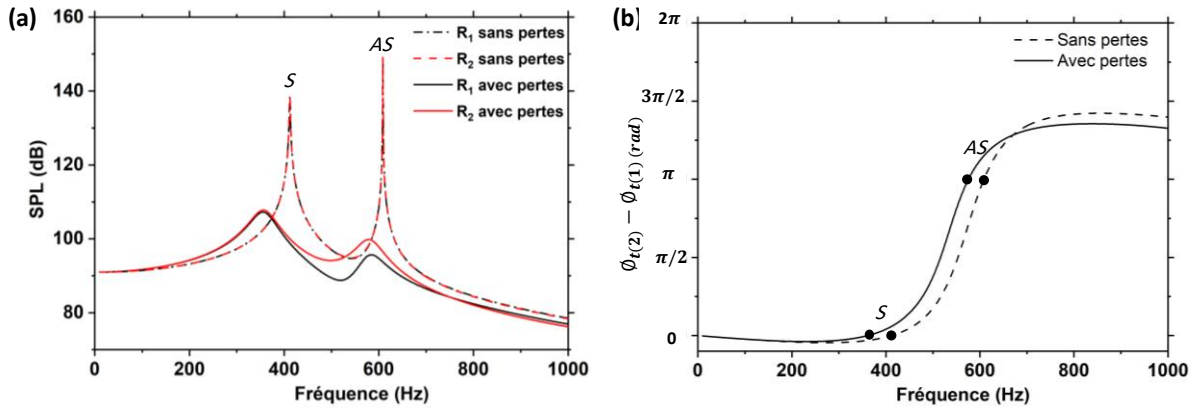 (a)
160
140
120
100
80
SPL (dB)
S
AS
R₁ sans pertes
R₂ sans pertes
R₁ avec pertes
R₂ avec pertes
0 200 400 600 800 1000
Fréquence (Hz)
(b)
2π
3π/2
π
π/2
0
∅t(2) − ∅t(1) (rad)
Sans pertes
Avec pertes
AS
S
0 200 400 600 800 1000
Fréquence (Hz)